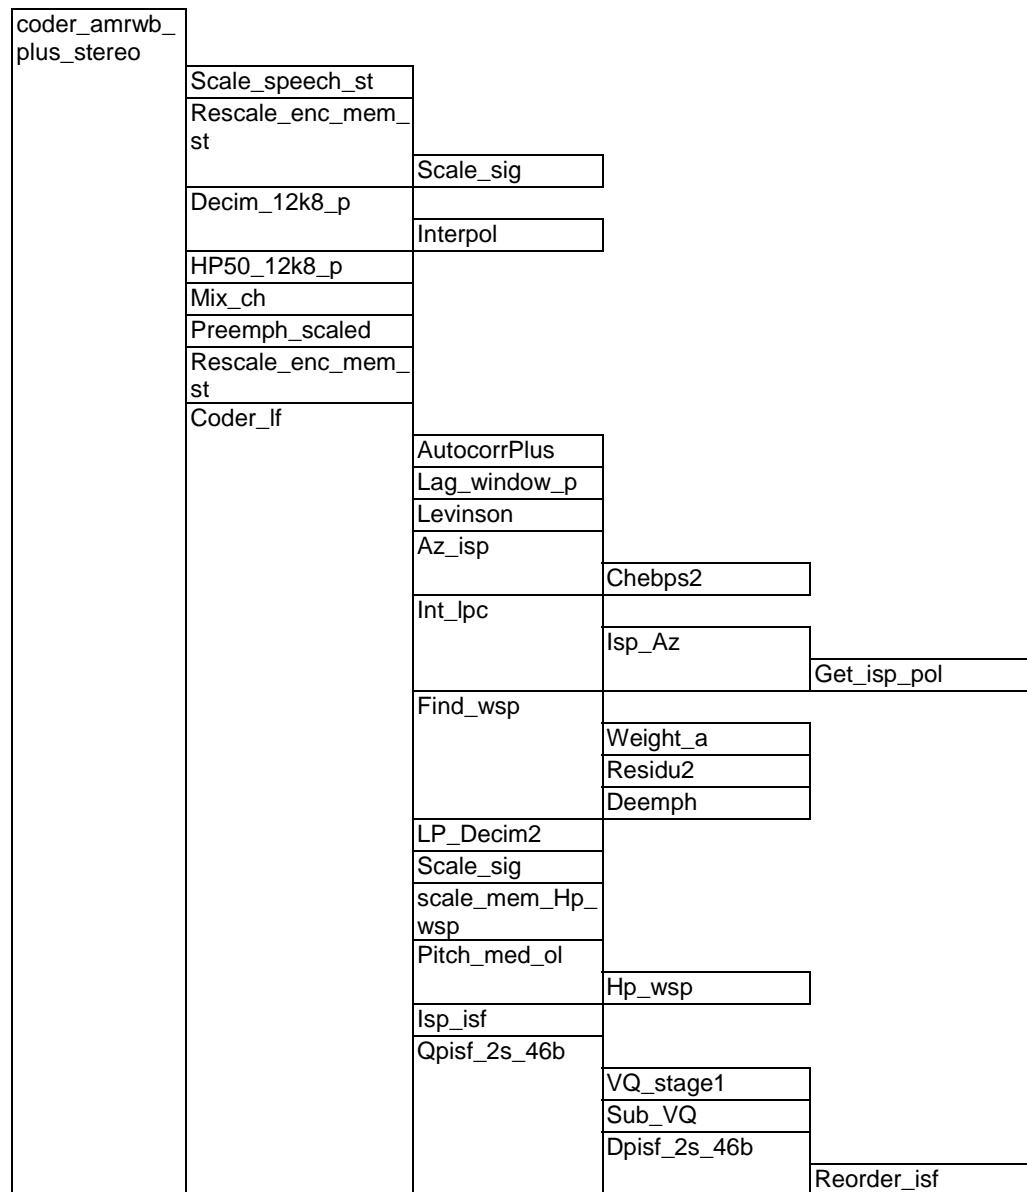 coder_amrwb_
plus_stereo
Scale_speech_st
Rescale_enc_mem_
st
Scale_sig
Decim_12k8_p
Interpol
HP50_12k8_p
Mix_ch
Preemph_scaled
Rescale_enc_mem_
st
Coder_lf
AutocorrPlus
Lag_window_p
Levinson
Az_isp
Chebps2
Int_lpc
Isp_Az
Get_isp_pol
Find_wsp
Weight_a
Residu2
Deemph
LP_Decim2
Scale_sig
scale_mem_Hp_
wsp
Pitch_med_ol
Hp_wsp
Isp_isf
Qpisf_2s_46b
VQ_stage1
Sub_VQ
Dpisf_2s_46b
Reorder_isf